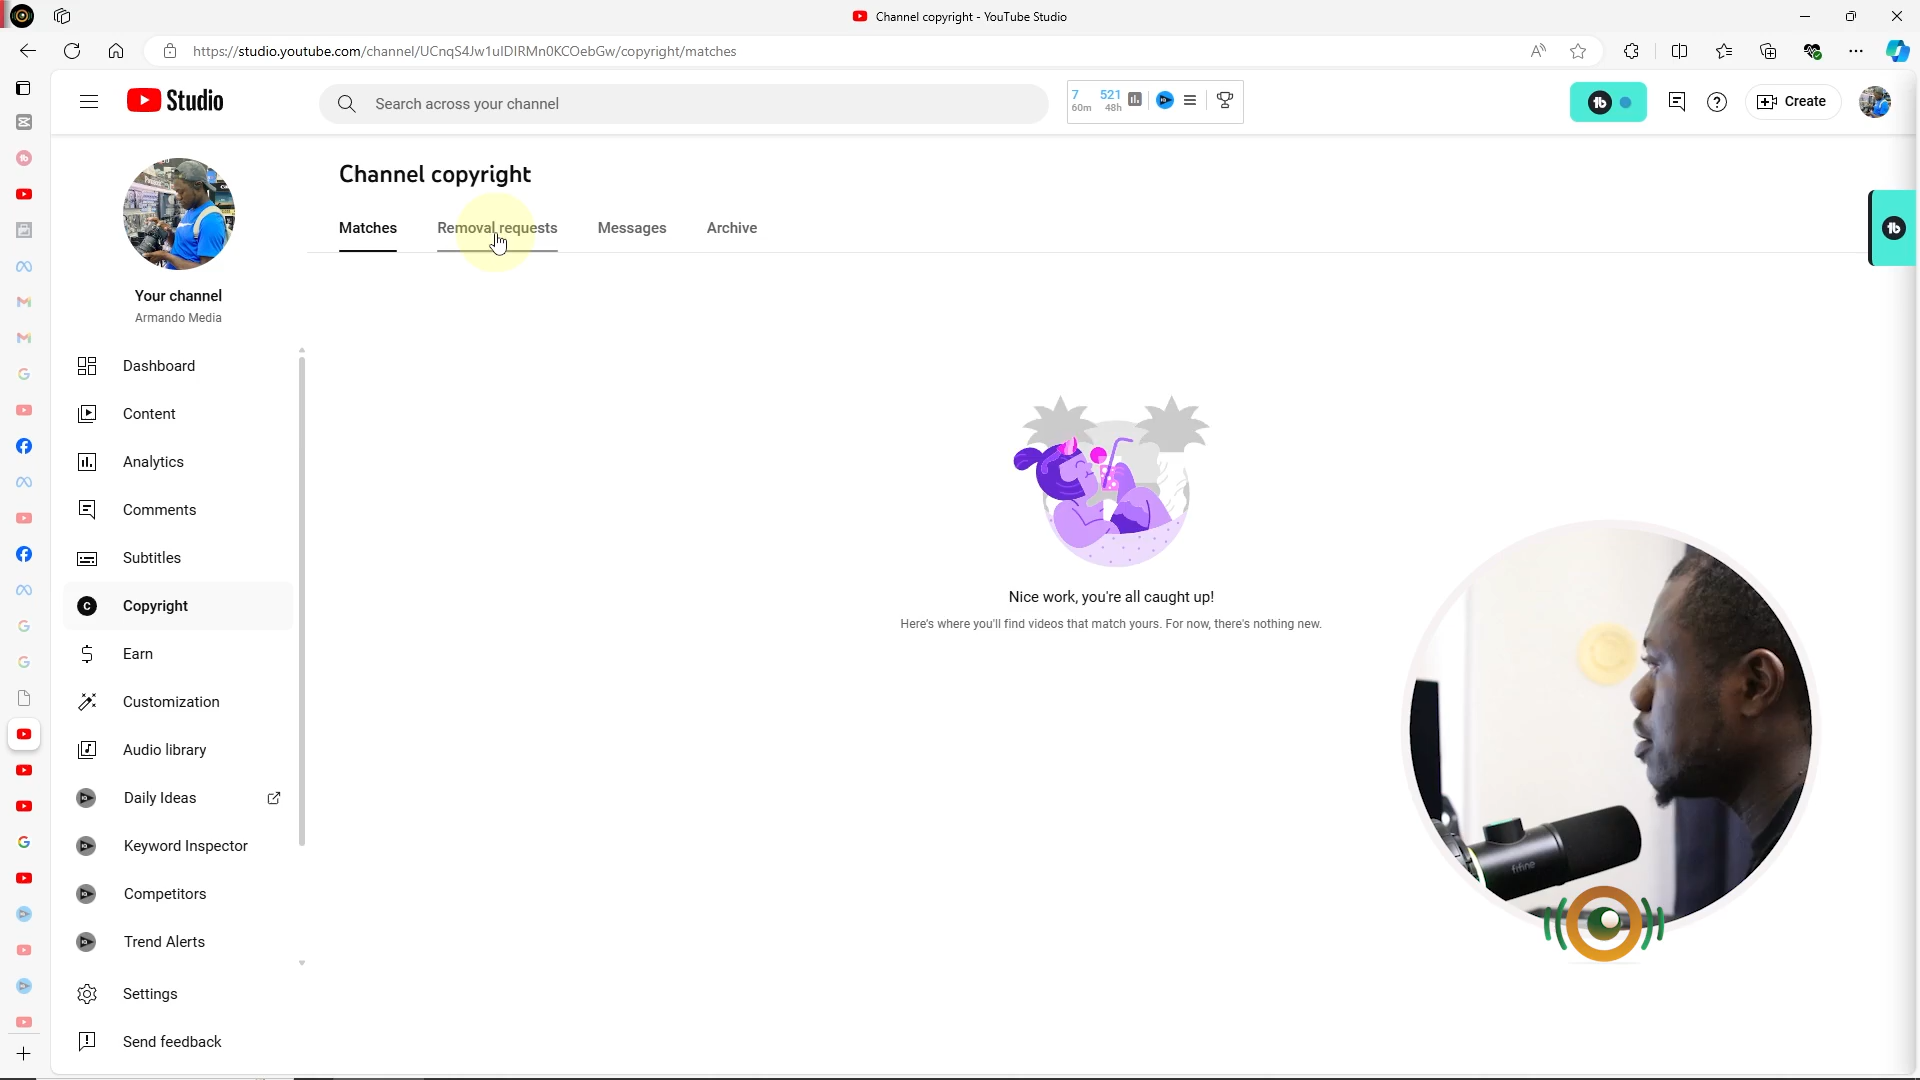 Channel copyright - YouTube Studio
https://studio.youtube.com/channel/UCnqS4Jw1uIDIRMn0KCOebGw/copyright/matches
Studio
Search across your channel
7 521
60m 48h
Create
Channel copyright
Matches Removal requests Messages Archive
Your channel
Armando Media
Dashboard
Content
Analytics
Comments
Subtitles
Copyright
Earn
Customization
Audio library
Daily Ideas
Keyword Inspector
Competitors
Trend Alerts
Settings
Send feedback
Nice work, you're all caught up!
Here's where you'll find videos that match yours. For now, there's nothing new.
fifine